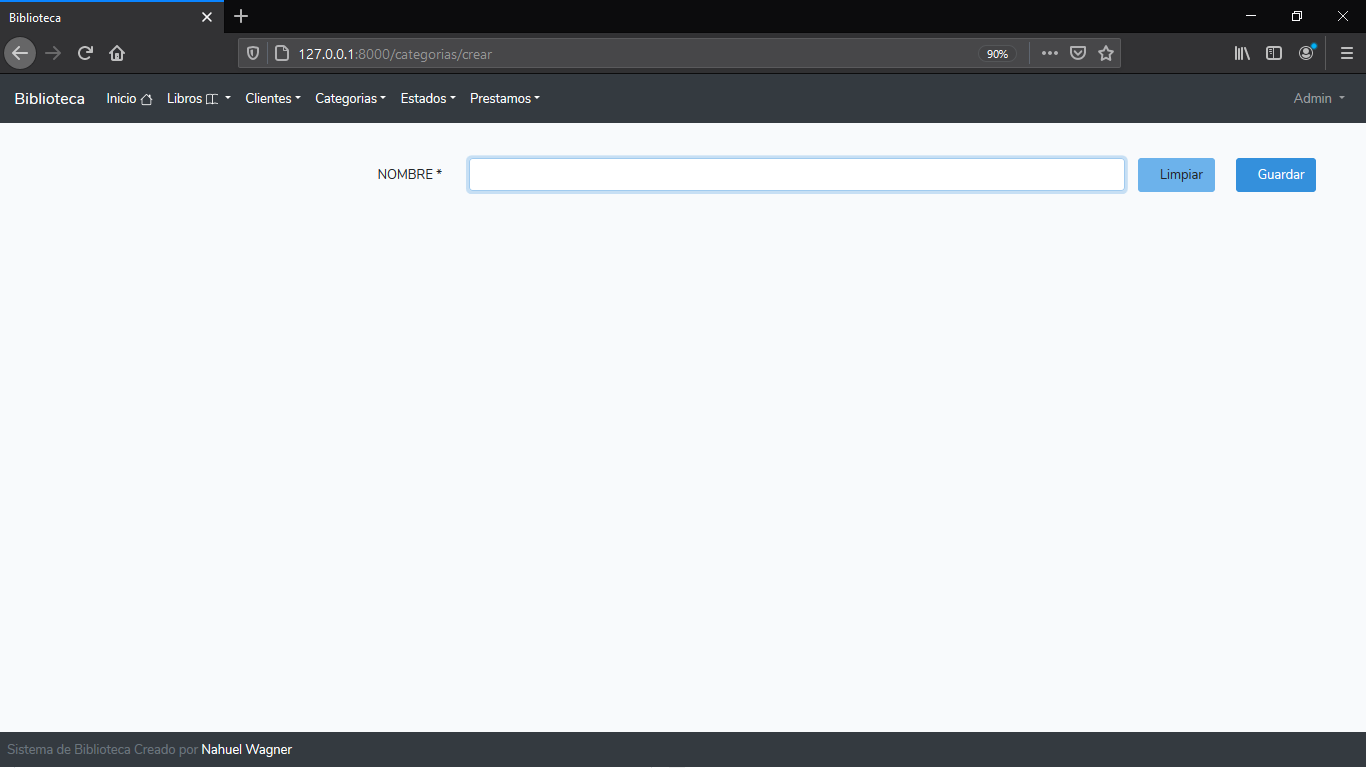 Biblioteca
127.0.0.1:8000/categorias/crear 90%
Biblioteca Inicio Libros Clientes Categorias Estados Prestamos Admin
NOMBRE * Limpiar Guardar
Sistema de Biblioteca Creado por Nahuel Wagner